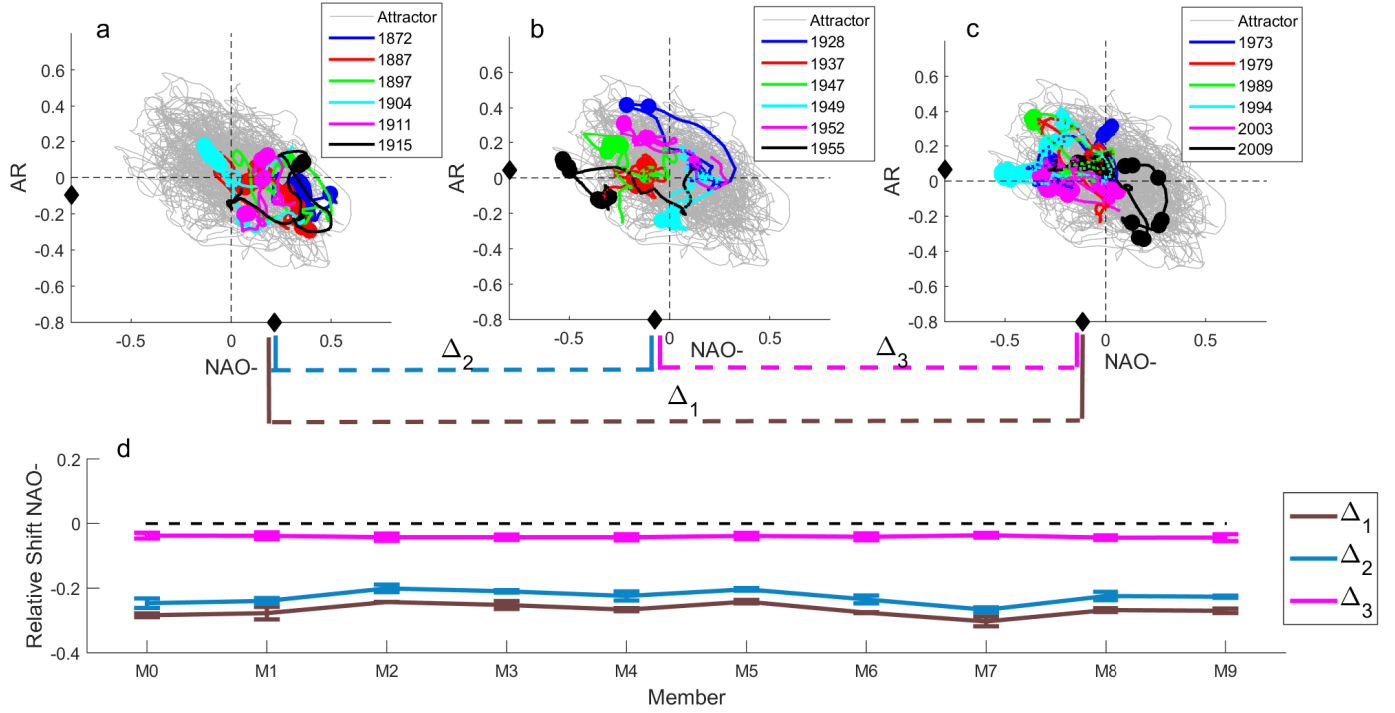 a
Attractor
1872
1887
1897
1904
1911
1915
0.8
0.6
0.4
0.2
0
-0.2
-0.4
-0.6
-0.8
AR
-0.5
0
0.5
NAO-
b
Attractor
1928
1937
1947
1949
1952
1955
0.8
0.6
0.4
0.2
0
-0.2
-0.4
-0.6
-0.8
AR
-0.5
0
0.5
NAO-
c
Attractor
1973
1979
1989
1994
2003
2009
0.8
0.6
0.4
0.2
0
-0.2
-0.4
-0.6
-0.8
AR
-0.5
0
0.5
NAO-
Δ2
Δ3
Δ1
d
0.2
0
-0.2
-0.4
Relative Shift NAO-
M0 M1 M2 M3 M4 M5 M6 M7 M8 M9
Member
Δ1
Δ2
Δ3